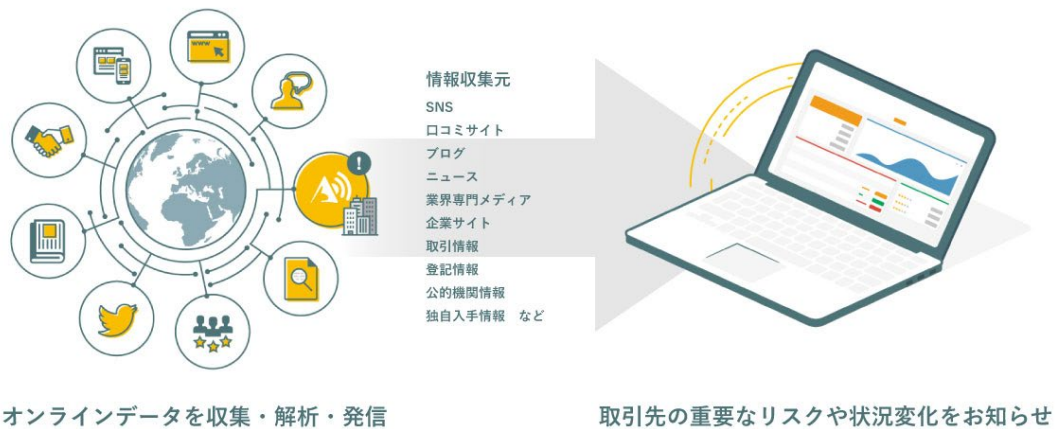 www
情報収集元
SNS
口コミサイト
ブログ
ニュース
業界専門メディア
企業サイト
取引情報
登記情報
公的機関情報
独自入手情報　など
オンラインデータを収集・解析・発信
取引先の重要なリスクや状況変化をお知らせ